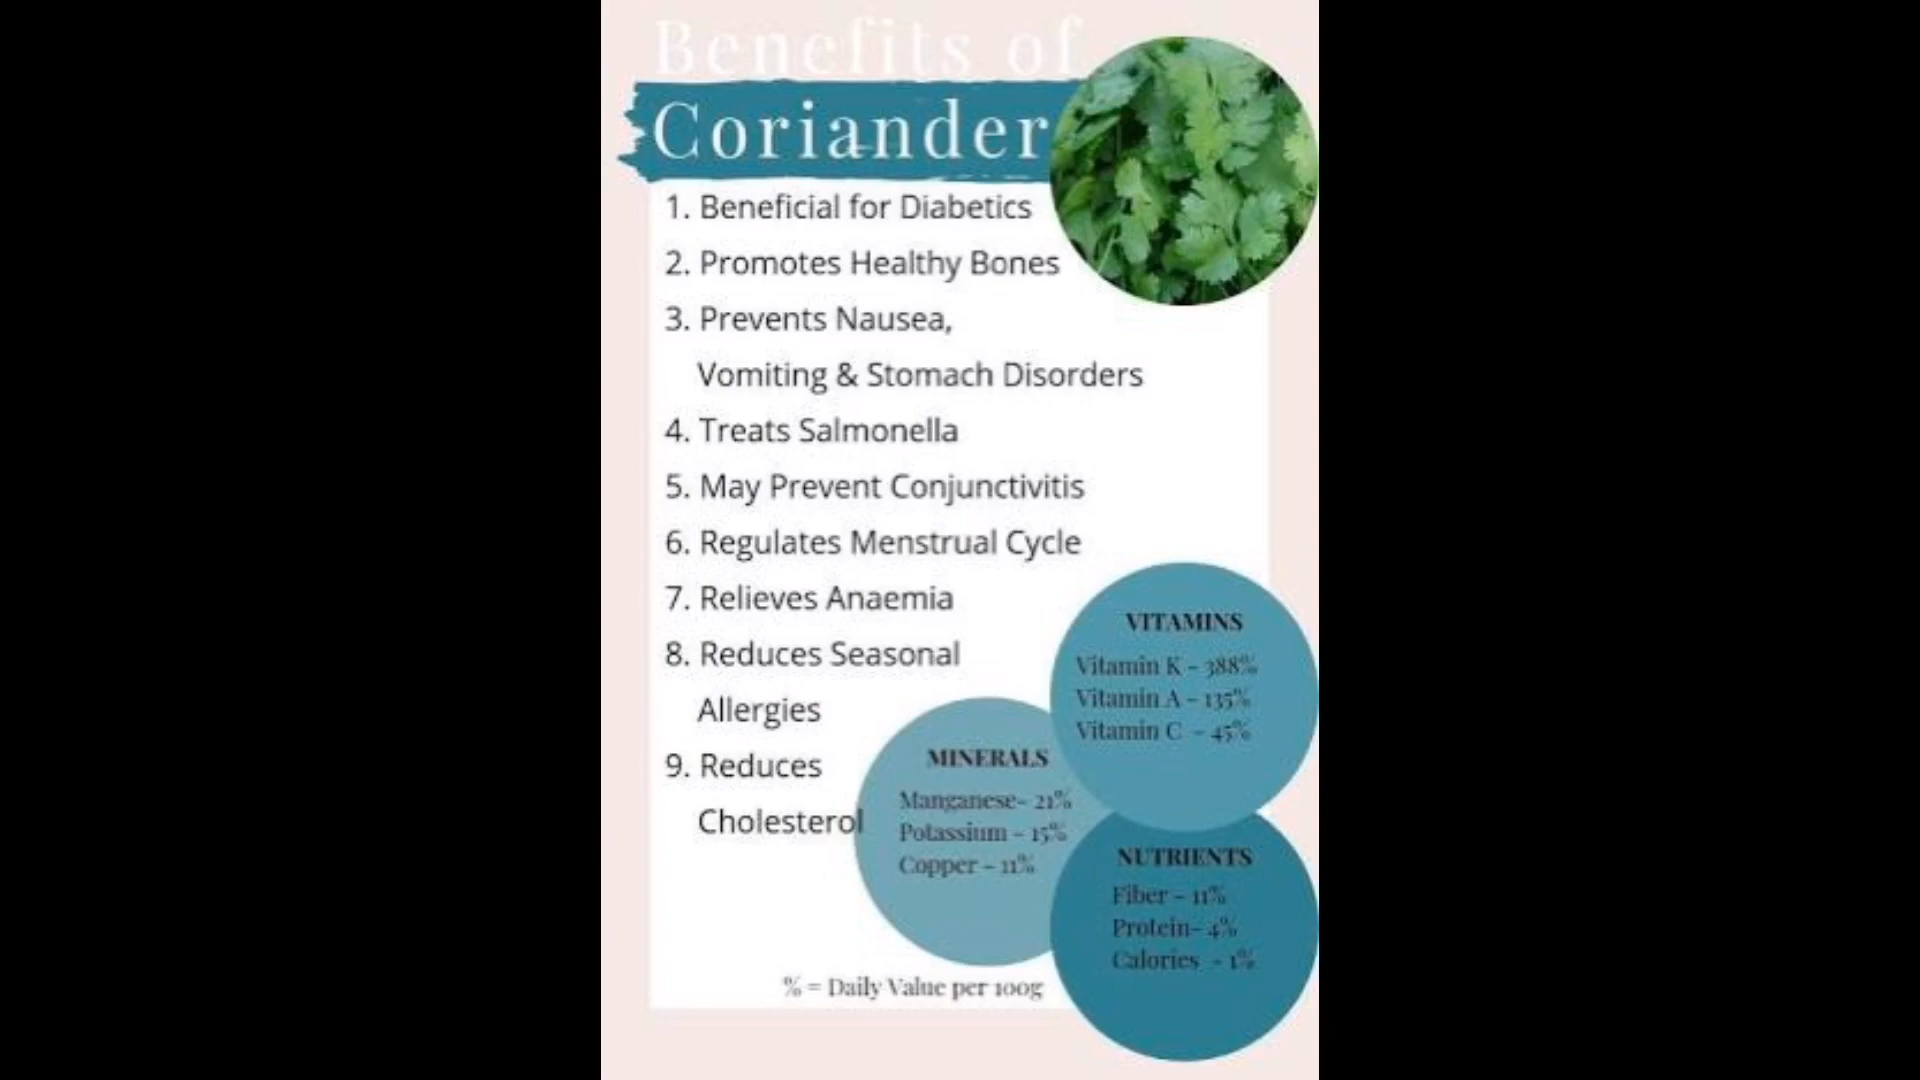 Benefits of
Coriander
1. Beneficial for Diabetics
2. Promotes Healthy Bones
3. Prevents Nausea,
Vomiting & Stomach Disorders
4. Treats Salmonella
5. May Prevent Conjunctivitis
6. Regulates Menstrual Cycle
7. Relieves Anaemia
8. Reduces Seasonal
Allergies
9. Reduces
Cholesterol
VITAMINS
Vitamin K - 388%
Vitamin A - 135%
Vitamin C - 45%
MINERALS
Manganese- 21%
Potassium - 15%
Copper - 11%
NUTRIENTS
Fiber - 11%
Protein- 4%
Calories - 1%
% = Daily Value per 100g